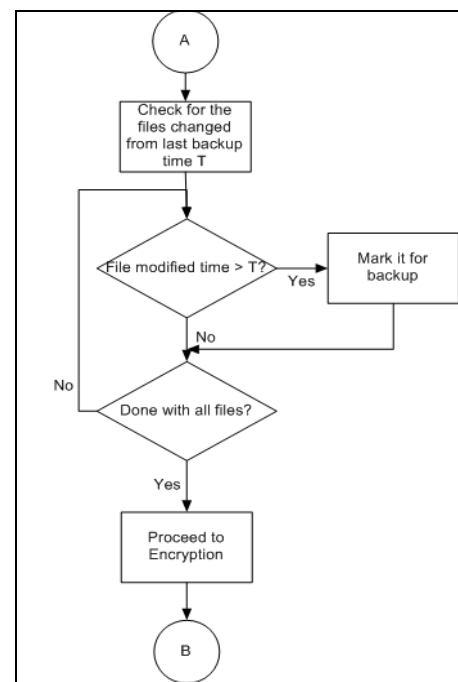 A
Check for the
files changed
from last backup
time T
File modified time > T?
Yes
Mark it for
backup
No
No
Done with all files?
Yes
Proceed to
Encryption
B